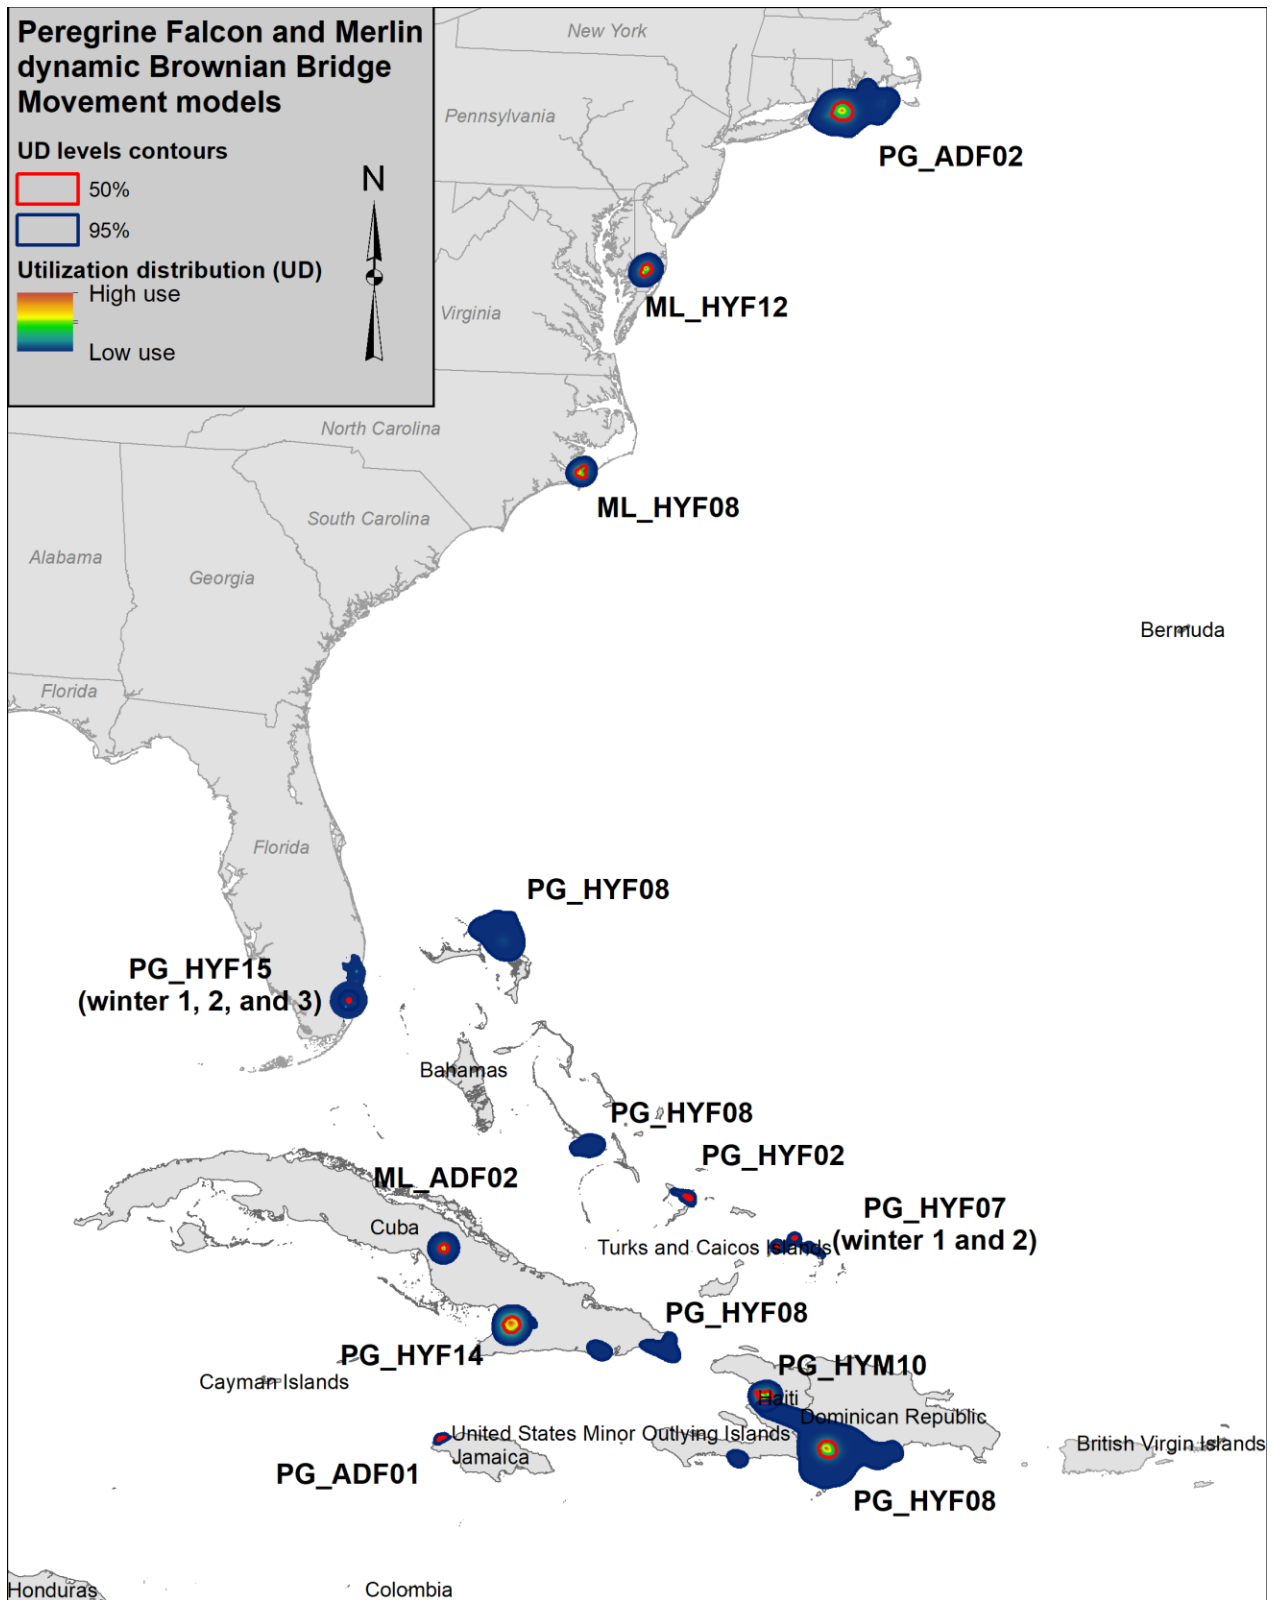 Peregrine Falcon and Merlin
dynamic Brownian Bridge
Movement models
UD levels contours
50%
95%
Utilization distribution (UD)
High use
Low use
N
New York
Pennsylvania
PG_ADF02
Virginia
ML_HYF12
North Carolina
ML_HYF08
South Carolina
Alabama
Georgia
Bermuda
Florida
Florida
PG_HYF08
PG_HYF15
(winter 1, 2, and 3)
Bahamas
PG_HYF08
PG_HYF02
ML_ADF02
PG_HYF07
(winter 1 and 2)
Cuba
Turks and Caicos Islands
PG_HYF08
PG_HYF14
PG_HYM10
Cayman Islands
Haiti
Dominican Republic
United States Minor Outlying Islands
British Virgin Islands
Jamaica
PG_ADF01
PG_HYF08
Honduras
Colombia